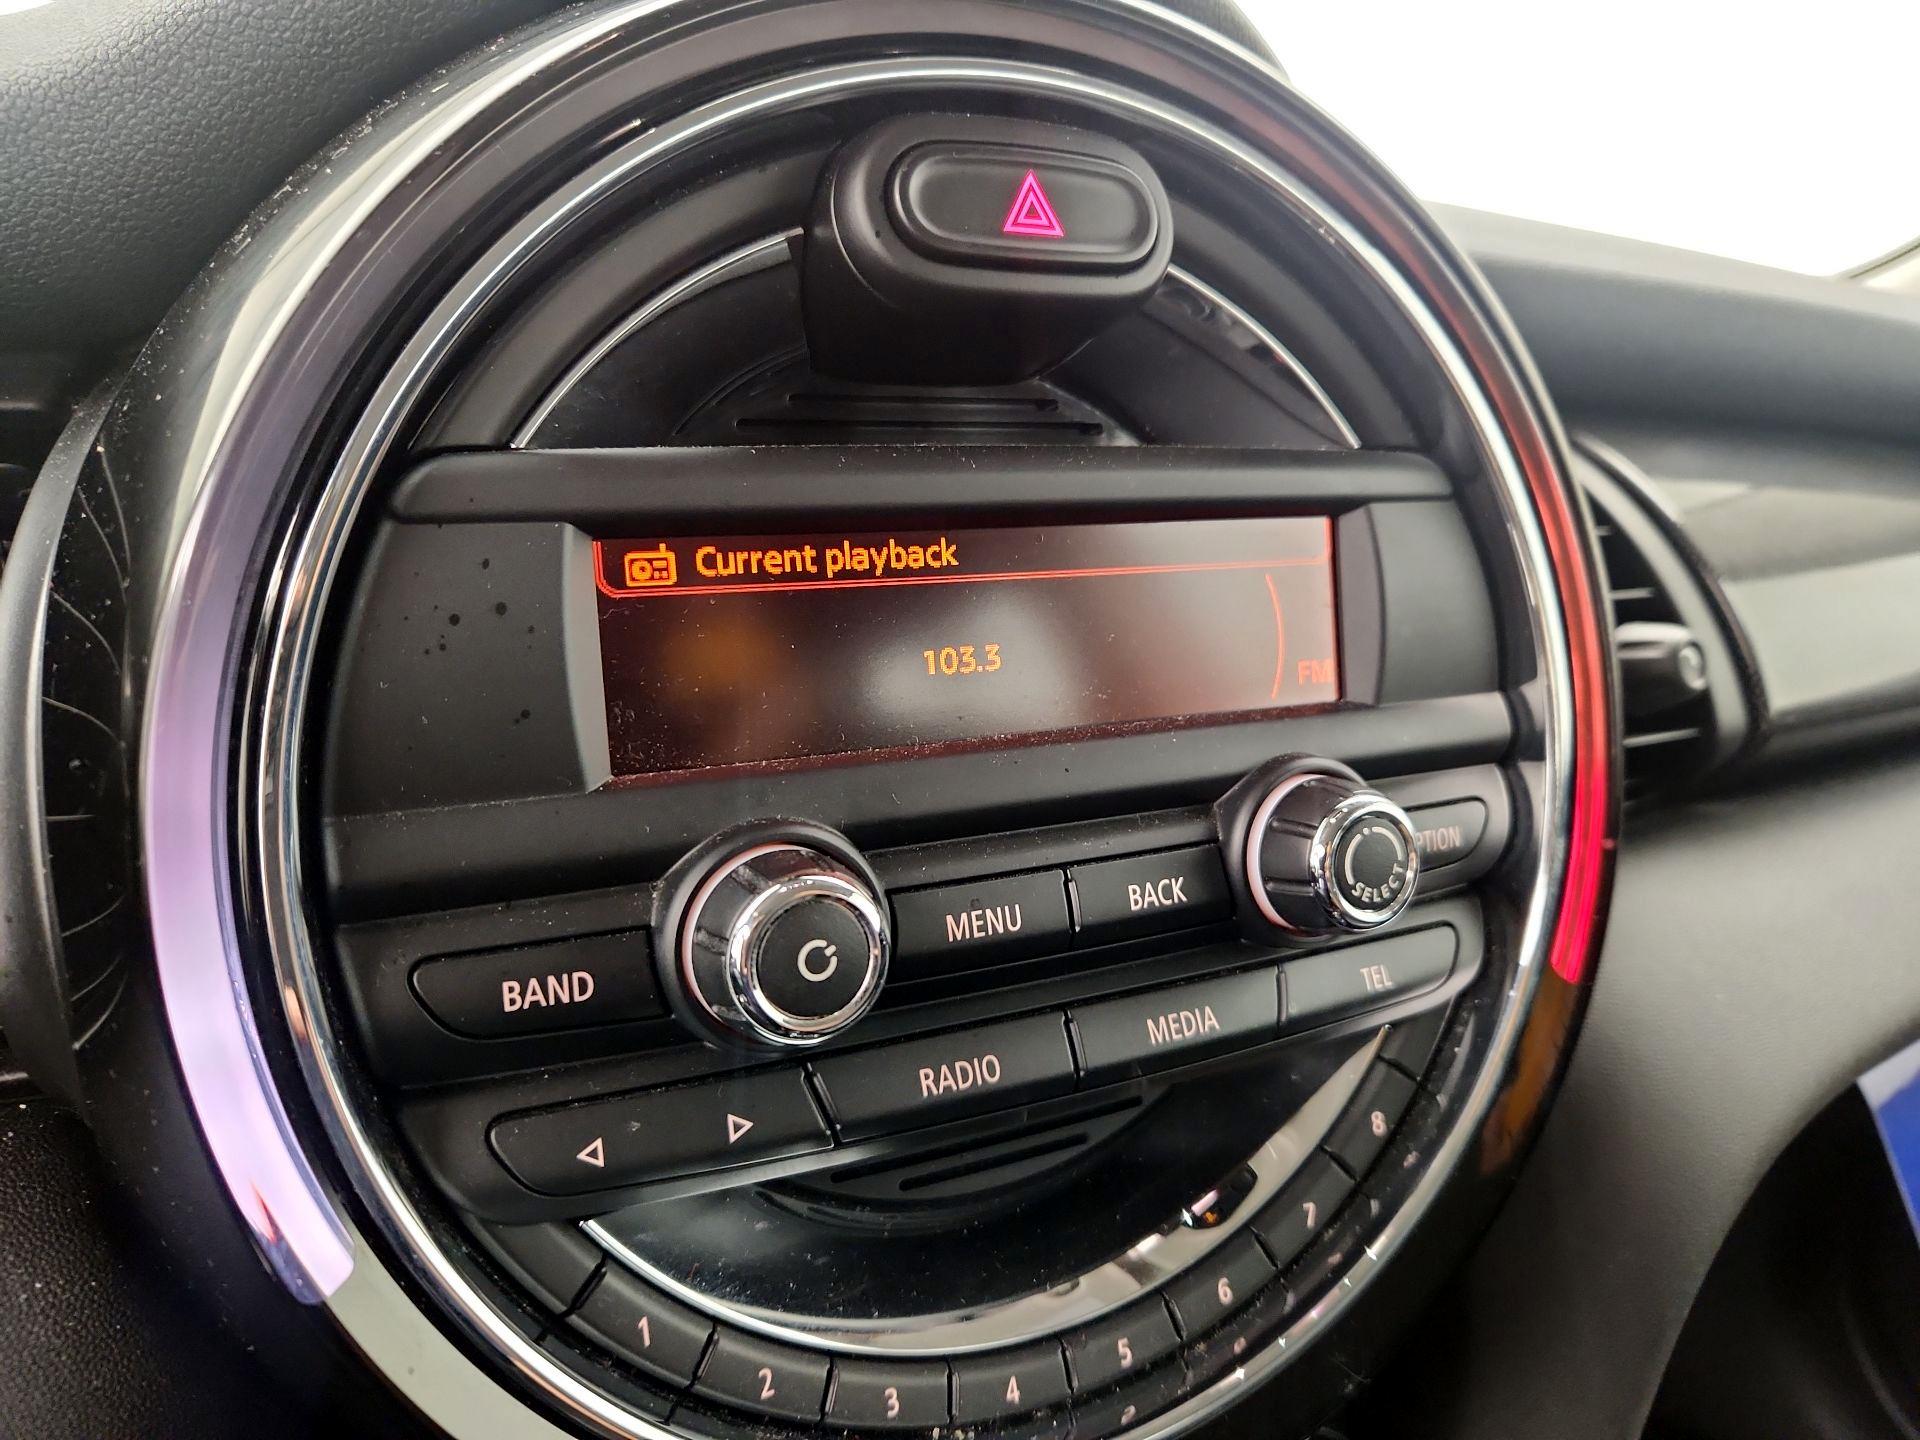 Current playback
103.3
FM
PTION
SELECT
BACK
MENU
BAND
TEL
MEDIA
RADIO
1
2
3
4
5
6
7
8